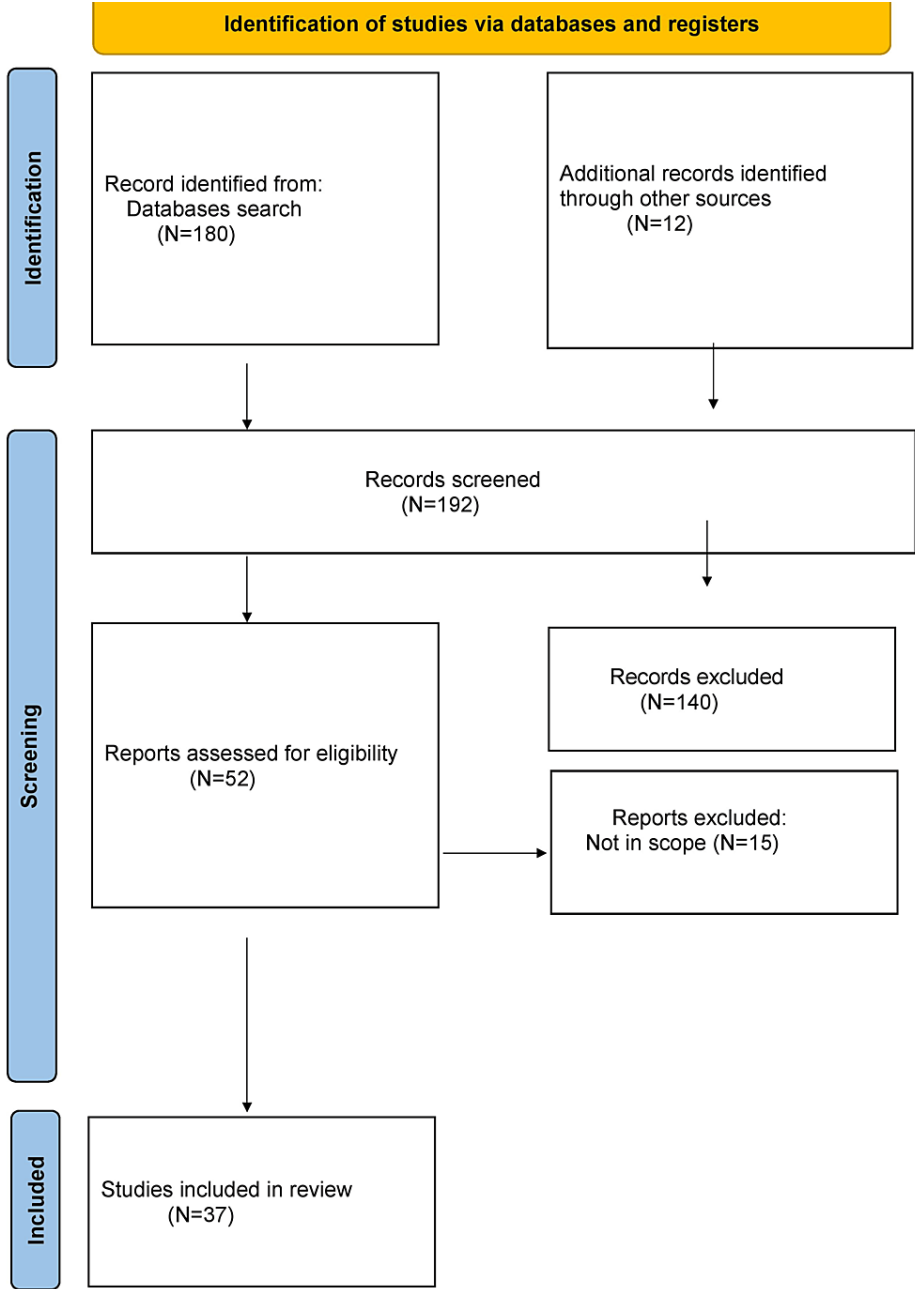 Identification of studies via databases and registers
Identification
Record identified from:
Databases search
(N=180)
Additional records identified
through other sources
(N=12)
Screening
Records screened
(N=192)
Reports assessed for eligibility
(N=52)
Records excluded
(N=140)
Reports excluded:
Not in scope (N=15)
Included
Studies included in review
(N=37)